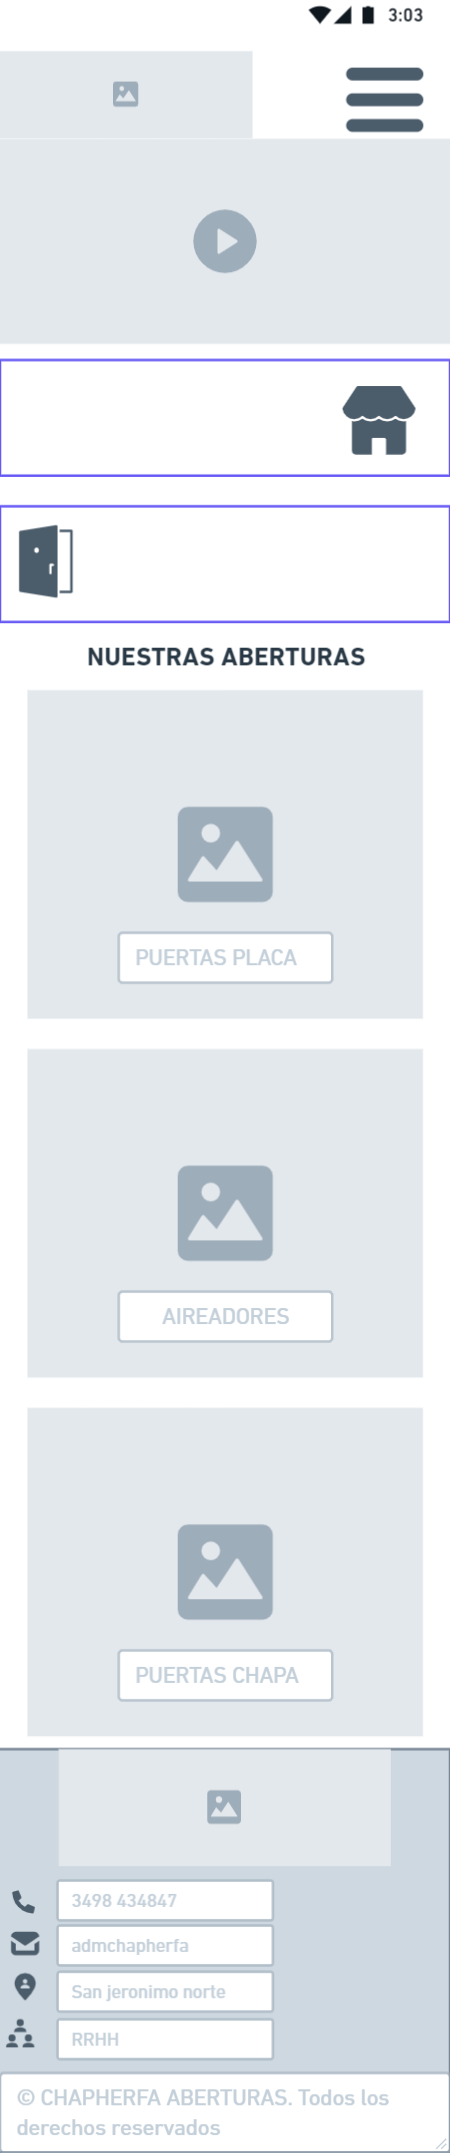 3:03
NUESTRAS ABERTURAS
PUERTAS PLACA
AIREADORES
PUERTAS CHAPA
3498 434847
admchapherfa
San jeronimo norte
RRHH
© CHAPHERFA ABERTURAS. Todos los
derechos reservados